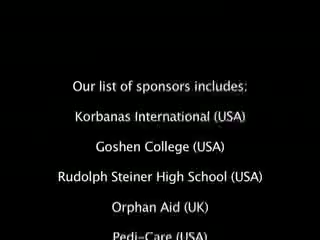 Our list of sponsors includes:
Korbanas International (USA)
Goshen College (USA)
Rudolph Steiner High School (USA)
Orphan Aid (UK)
Pedi-Care (USA)